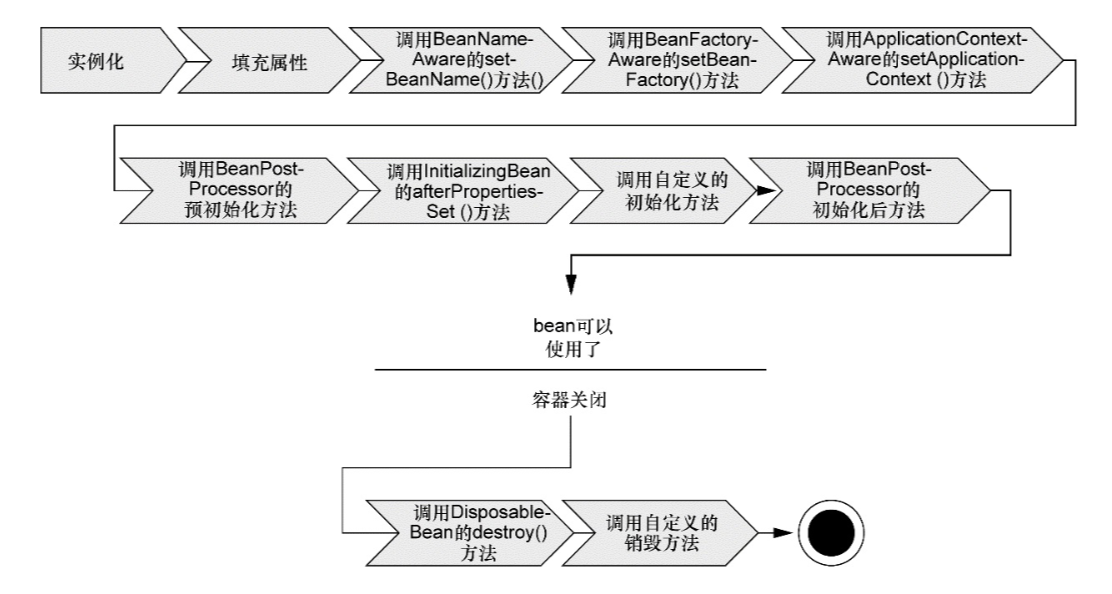 实例化
填充属性
调用BeanName-
Aware的set-
BeanName()方法()
调用BeanFactory-
Aware的setBean-
Factory()方法
调用ApplicationContext-
Aware的setApplication-
Context ()方法
调用BeanPost-
Processor的
预初始化方法
调用InitializingBean
的afterProperties-
Set ()方法
调用自定义的
初始化方法
调用BeanPost-
Processor的
初始化后方法
bean可以
使用了
容器关闭
调用Disposable-
Bean的destroy()
方法
调用自定义的
销毁方法